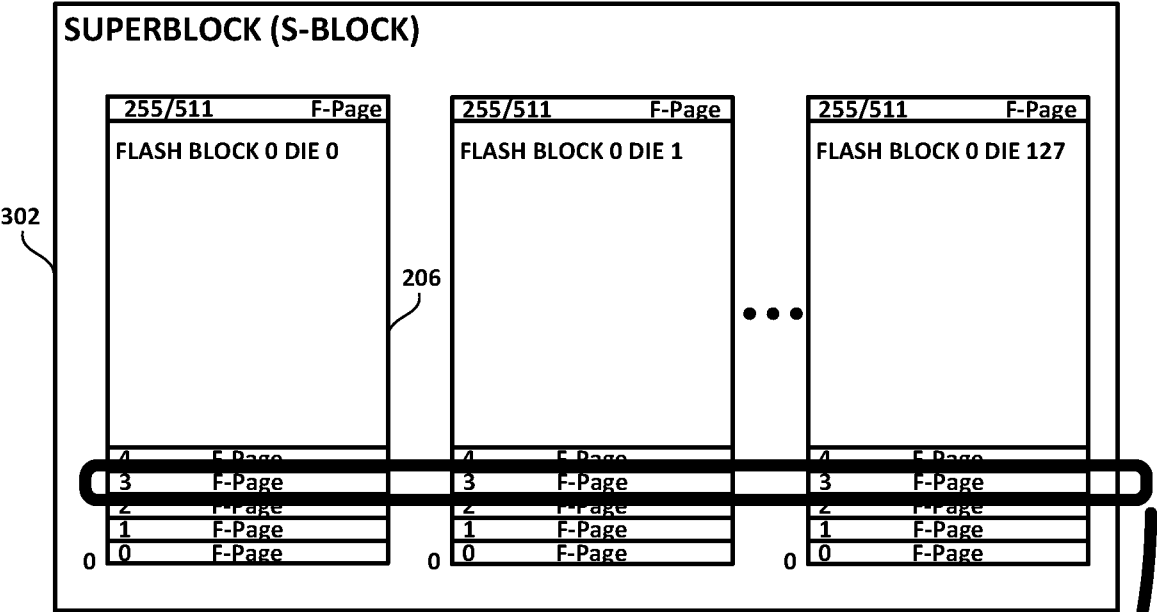 SUPERBLOCK (S-BLOCK)
255/511 F-Page 255/511 F-Page 255/511 F-Page
FLASH BLOCK 0 DIE 0 FLASH BLOCK 0 DIE 1 FLASH BLOCK 0 DIE 127
302
206
4 F-Page 4 F-Page 4 F-Page
3 F-Page 3 F-Page 3 F-Page
2 F-Page 2 F-Page 2 F-Page
1 F-Page 1 F-Page 1 F-Page
0 0 F-Page 0 0 F-Page 0 0 F-Page